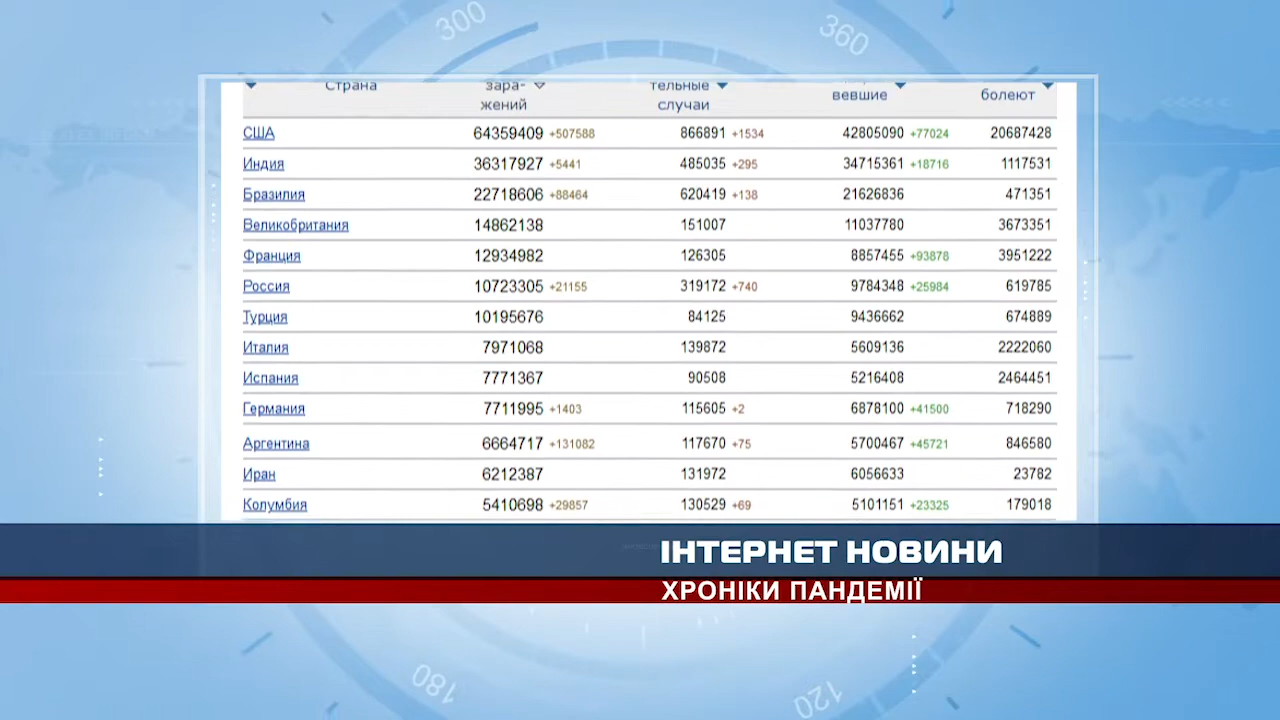 300 360
Страна зара- тельные
жений случаи вевшие болеют
США 64359409 +507588 866891 +1534 42805090 +77024 20687428
Индия 36317927 +5441 485035 +295 34715361 +18716 1117531
Бразилия 22718606 +88464 620419 +138 21626836 471351
Великобритания 14862138 151007 11037780 3673351
Франция 12934982 126305 8857455 +93878 3951222
Россия 10723305 +21155 319172 +740 9784348 +25984 619785
Турция 10195676 84125 9436662 674889
Италия 7971068 139872 5609136 2222060
Испания 7771367 90508 5216408 2464451
Германия 7711995 +1403 115605 +2 6878100 +41500 718290
Аргентина 6664717 +131082 117670 +75 5700467 +45721 846580
Иран 6212387 131972 6056633 23782
Колумбия 5410698 +29857 130529 +69 5101151 +23325 179018
ІНТЕРНЕТ НОВИНИ
ХРОНІКИ ПАНДЕМІЇ
180 120